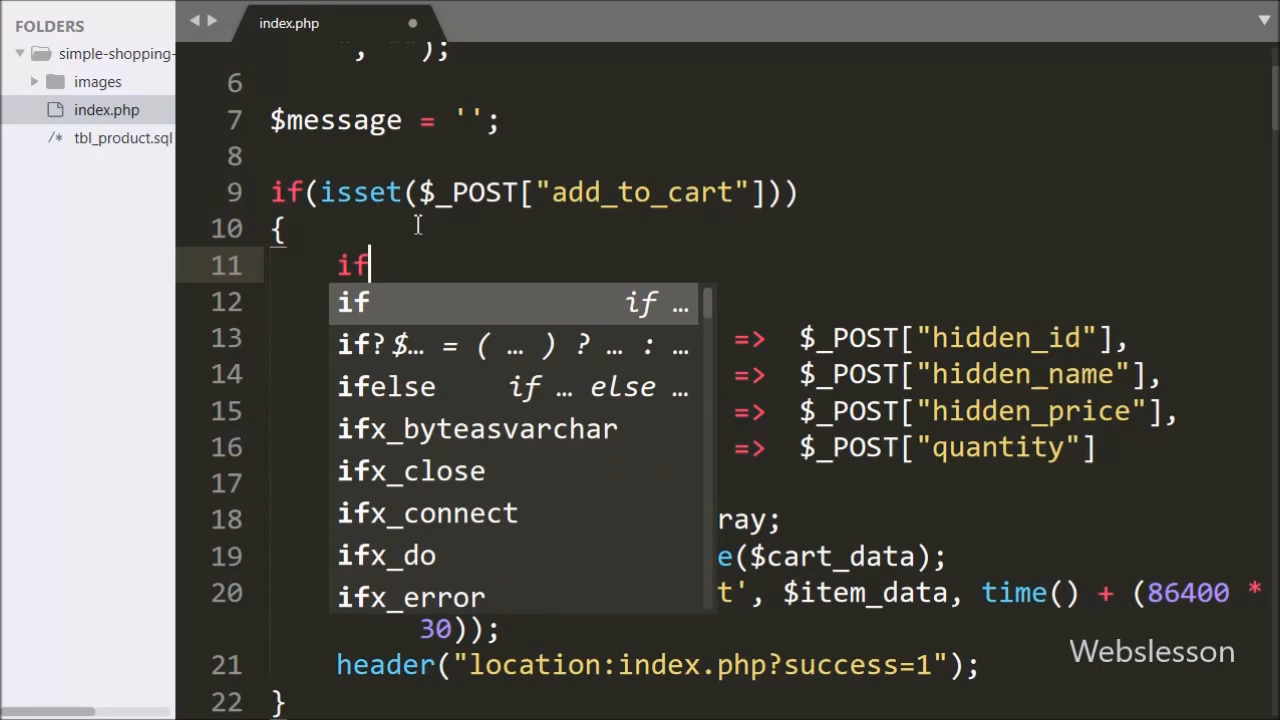 FOLDERS
simple-shopping-
images
index.php
tbl_product.sql
index.php
6
7 $message = '';
8
9 if(isset($_POST["add_to_cart"]))
10 {
11 if
if if …
if? $… = ( … ) ? … : …
ifelse if … else …
ifx_byteasvarchar
ifx_close
ifx_connect
ifx_do
ifx_error
12
13 => $_POST["hidden_id"],
14 => $_POST["hidden_name"],
15 => $_POST["hidden_price"],
16 => $_POST["quantity"]
17
18 ray;
19 e($cart_data);
20 t', $item_data, time() + (86400 *
30));
21 header("location:index.php?success=1");
22 }
Webslesson